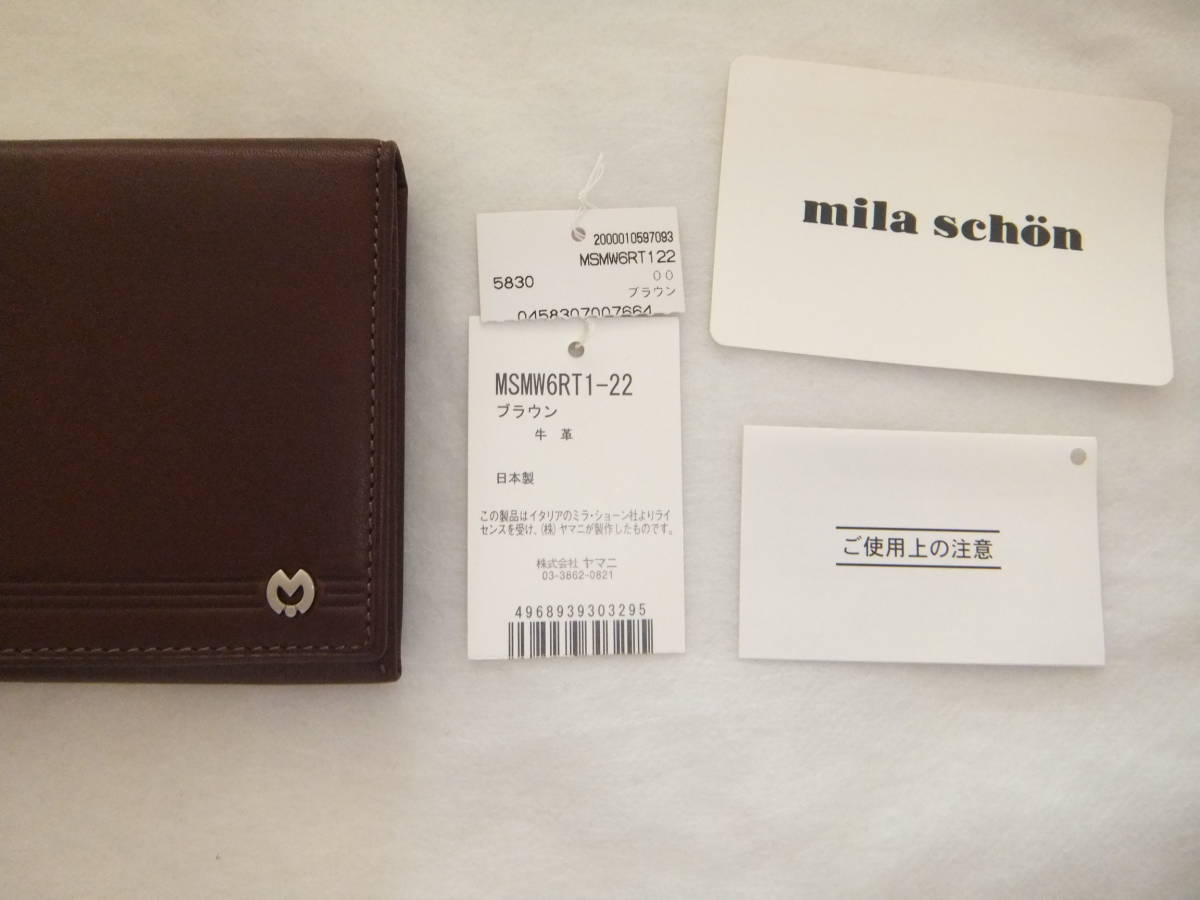 2000010597093
MSMW6RT122
5830
00
ブラウン
0458307007664
MSMW6RT1-22
ブラウン
牛 革
日本製
この製品はイタリアのミラ・ショーン社よりライ
センスを受け、(株)ヤマニが製作したものです。
株式会社 ヤマニ
03-3862-0821
4968939303295
mila schön
ご使用上の注意